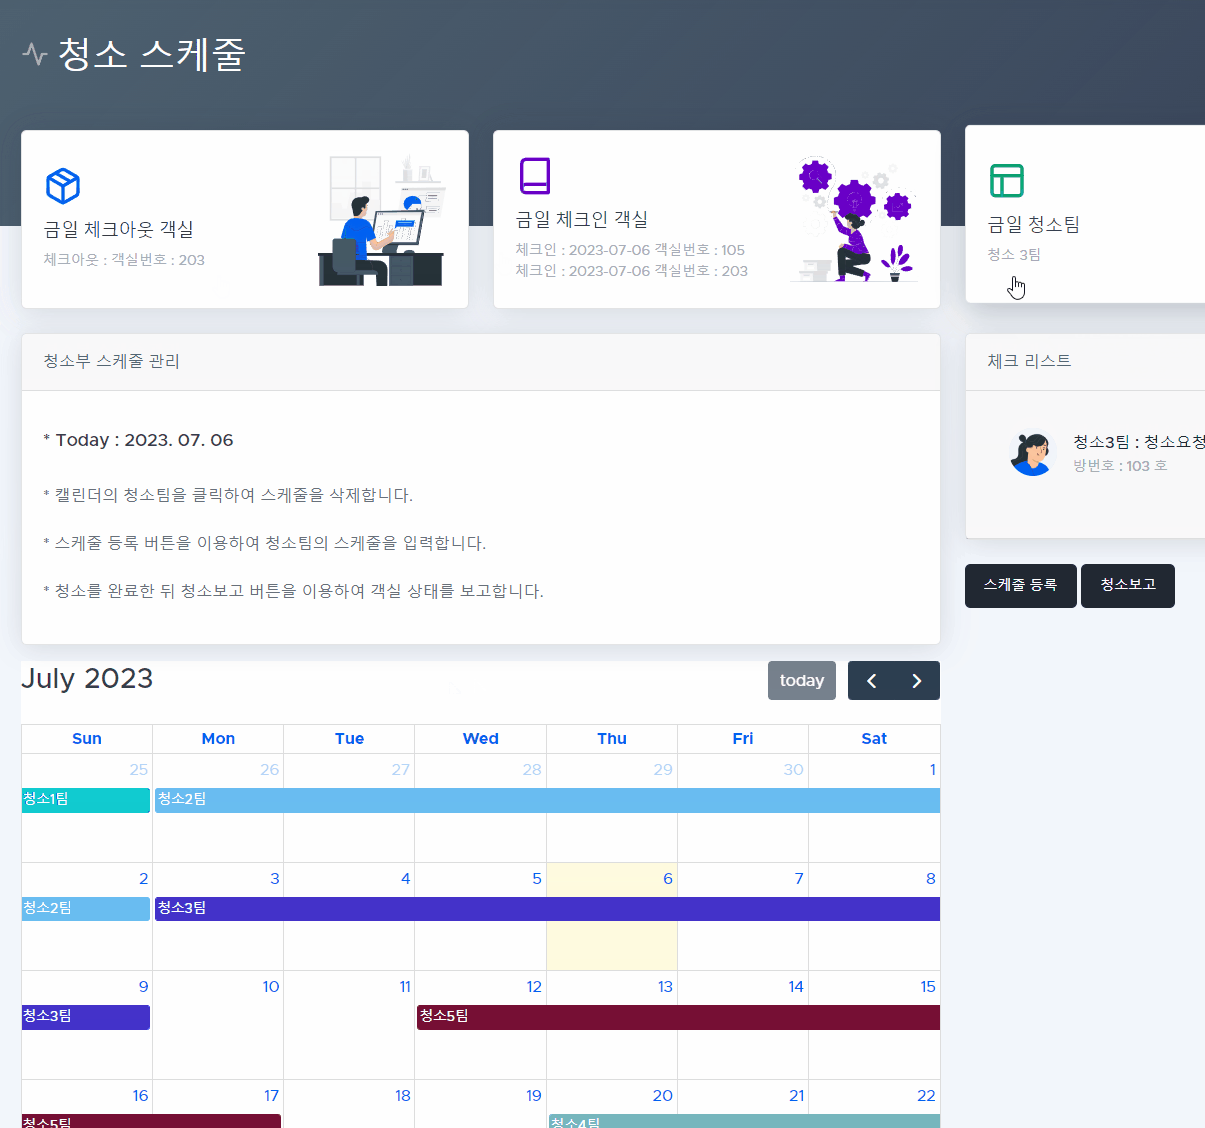 청소 스케줄
금일 체크아웃 객실
체크아웃 : 객실번호 : 203
금일 체크인 객실
체크인 : 2023-07-06 객실번호 : 105
체크인 : 2023-07-06 객실번호 : 203
금일 청소팀
청소 3팀
청소부 스케줄 관리
* Today : 2023. 07. 06
* 캘린더의 청소팀을 클릭하여 스케줄을 삭제합니다.
* 스케줄 등록 버튼을 이용하여 청소팀의 스케줄을 입력합니다.
* 청소를 완료한 뒤 청소보고 버튼을 이용하여 객실 상태를 보고합니다.
체크 리스트
청소3팀 : 청소요청
방번호 : 103 호
스케줄 등록 청소보고
July 2023
today
Sun Mon Tue Wed Thu Fri Sat
25 26 27 28 29 30 1
청소1팀 청소2팀
2 3 4 5 6 7 8
청소2팀 청소3팀
9 10 11 12 13 14 15
청소3팀 청소5팀
16 17 18 19 20 21 22
청소5팀 청소4팀